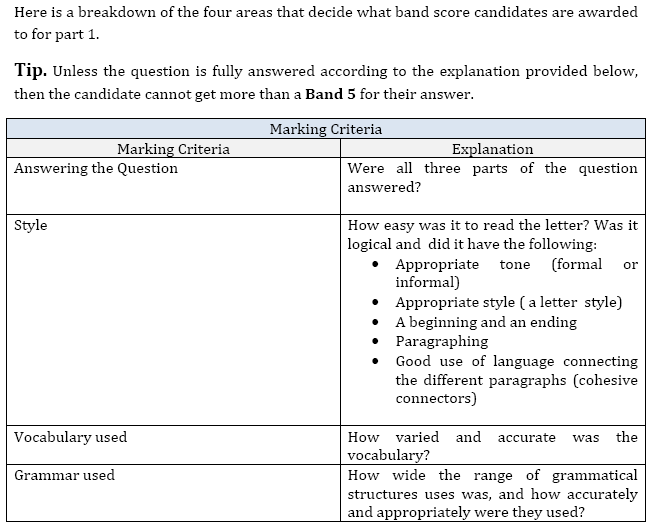 Here is a breakdown of the four areas that decide what band score candidates are awarded
to for part 1.
Tip. Unless the question is fully answered according to the explanation provided below,
then the candidate cannot get more than a Band 5 for their answer.
Marking Criteria
Marking Criteria
Explanation
Answering the Question
Were all three parts of the question
answered?
Style
How easy was it to read the letter? Was it
logical and did it have the following:
• Appropriate tone (formal or
informal)
• Appropriate style ( a letter style)
• A beginning and an ending
• Paragraphing
• Good use of language connecting
the different paragraphs (cohesive
connectors)
Vocabulary used
How varied and accurate was the
vocabulary?
Grammar used
How wide the range of grammatical
structures uses was, and how accurately
and appropriately were they used?